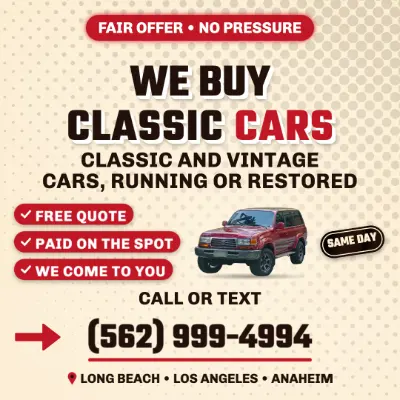 FAIR OFFER • NO PRESSURE
WE BUY
CLASSIC CARS
CLASSIC AND VINTAGE
CARS, RUNNING OR RESTORED
FREE QUOTE
PAID ON THE SPOT
WE COME TO YOU
SAME DAY
CALL OR TEXT
(562) 999-4994
LONG BEACH • LOS ANGELES • ANAHEIM